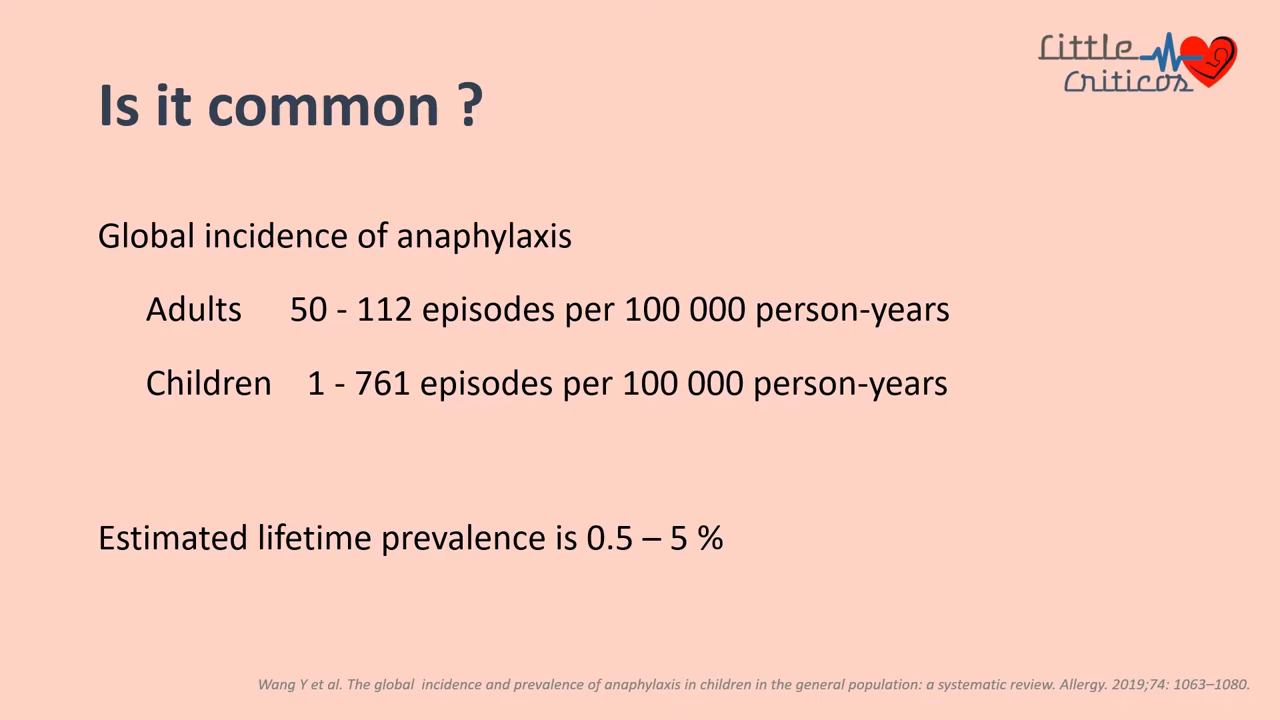 Little
Criticos
Is it common ?
Global incidence of anaphylaxis
Adults 50 - 112 episodes per 100 000 person-years
Children 1 - 761 episodes per 100 000 person-years
Estimated lifetime prevalence is 0.5 – 5 %
Wang Y et al. The global incidence and prevalence of anaphylaxis in children in the general population: a systematic review. Allergy. 2019;74: 1063–1080.